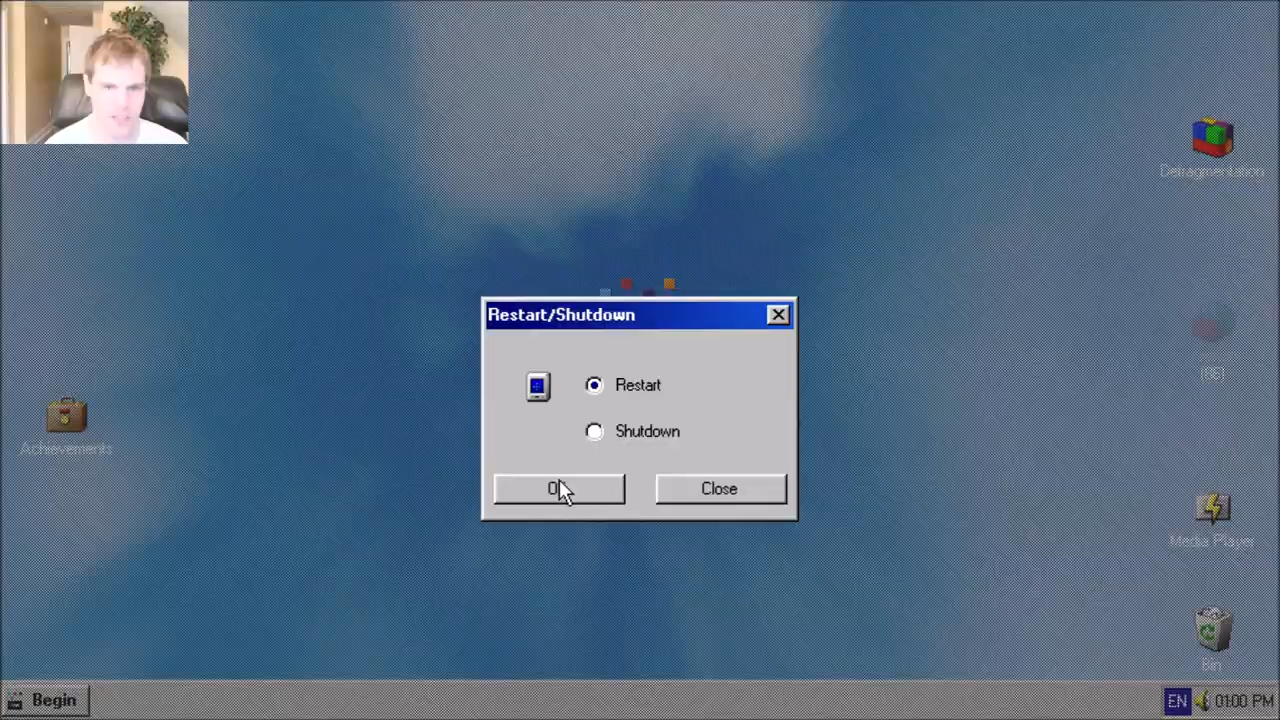 Defragmentation
Restart/Shutdown
Restart
Achievements
Shutdown
Close
Media Player
Bin
Begin
EN
01:00 PM